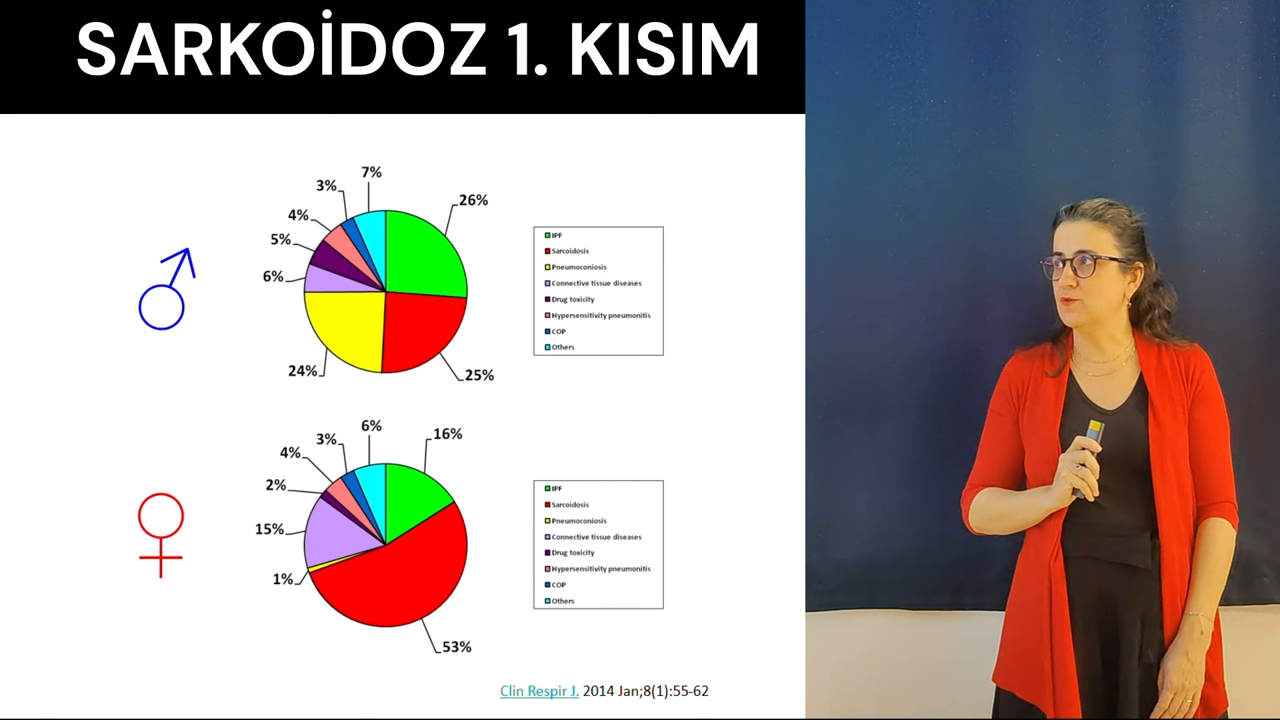 SARKOİDOZ 1. KISIM
7%
3%
26%
4%
5%
6%
24%
25%
IPF
Sarcoidosis
Pneumoconiosis
Connective tissue diseases
Drug toxicity
Hypersensitivity pneumonitis
COP
Others
6%
3%
16%
4%
2%
15%
1%
53%
IPF
Sarcoidosis
Pneumoconiosis
Connective tissue diseases
Drug toxicity
Hypersensitivity pneumonitis
COP
Others
Clin Respir J. 2014 Jan;8(1):55-62